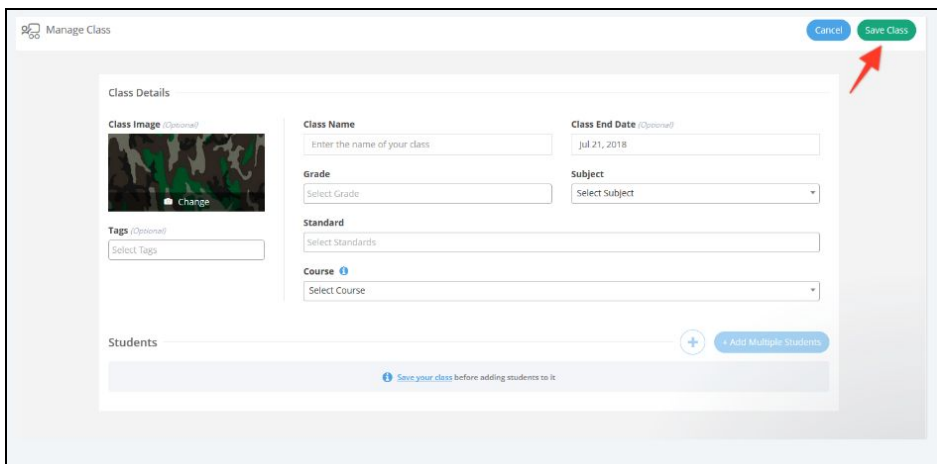 Manage Class
Cancel
Save Class
Class Details
Class Image (Optional)
Change
Tags (Optional)
Select Tags
Class Name
Enter the name of your class
Class End Date (Optional)
Jul 21, 2018
Grade
Select Grade
Subject
Select Subject
Standard
Select Standards
Course
Select Course
Students
+ Add Multiple Students
Save your class before adding students to it